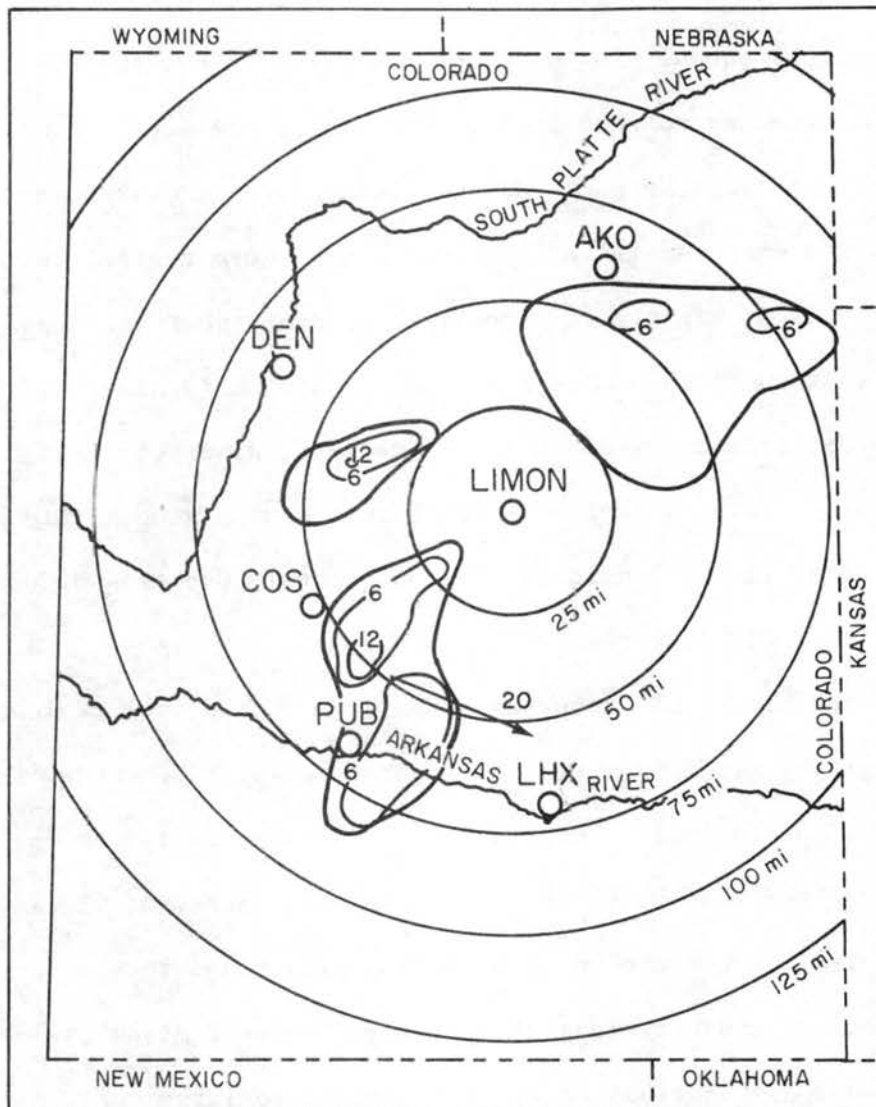 WYOMING
NEBRASKA
COLORADO
SOUTH PLATTE RIVER
AKO
6
6
DEN
12
6
LIMON
COS
6
25 mi
12
20
50 mi
COLORADO
KANSAS
PUB
6
ARKANSAS RIVER
LHX
75 mi
100 mi
125 mi
NEW MEXICO
OKLAHOMA